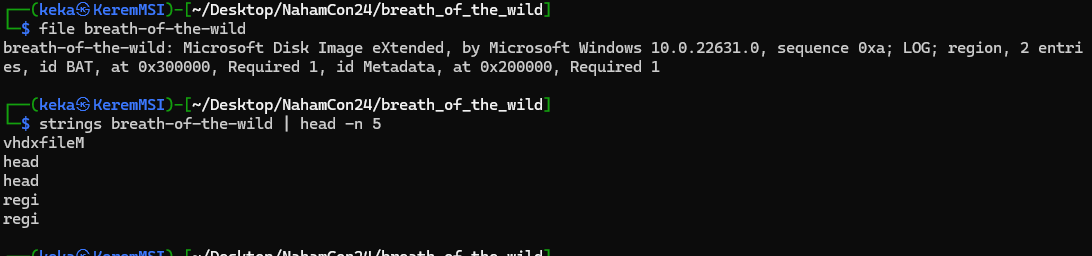 ┌──(keka㉿KeremMSI)-[~/Desktop/NahamCon24/breath_of_the_wild]
└─$ file breath-of-the-wild
breath-of-the-wild: Microsoft Disk Image eXtended, by Microsoft Windows 10.0.22631.0, sequence 0xa; LOG; region, 2 entri
es, id BAT, at 0x300000, Required 1, id Metadata, at 0x200000, Required 1
┌──(keka㉿KeremMSI)-[~/Desktop/NahamCon24/breath_of_the_wild]
└─$ strings breath-of-the-wild | head -n 5
vhdxfileM
head
head
regi
regi
┌──(keka㉿KeremMSI)-[~/Desktop/NahamCon24/breath_of_the_wild]